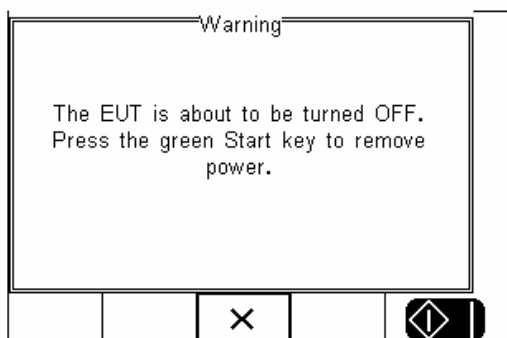 Warning
The EUT is about to be turned OFF.
Press the green Start key to remove
power.